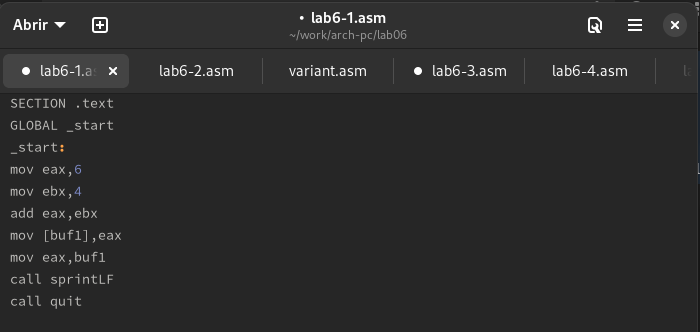 Abrir
• lab6-1.asm
~/work/arch-pc/lab06
lab6-1.a
lab6-2.asm
variant.asm
lab6-3.asm
lab6-4.asm
SECTION .text
GLOBAL _start
_start:
mov eax,6
mov ebx,4
add eax,ebx
mov [buf1],eax
mov eax,buf1
call sprintLF
call quit